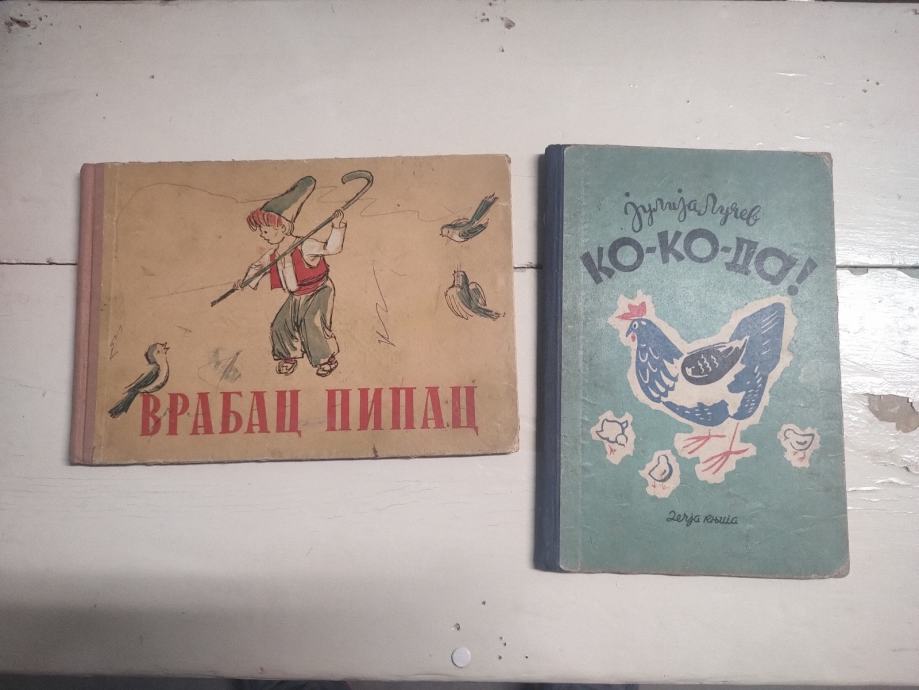 ВРАБАЦ ПИПАЦ
Јулија Лучев
КО-КО-ДА!
Дечја књига